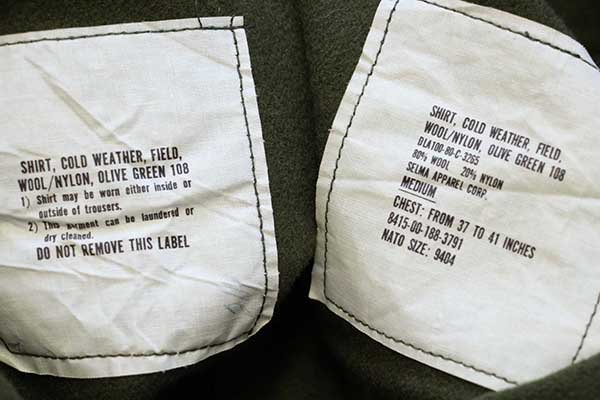 SHIRT, COLD WEATHER, FIELD,
WOOL/NYLON, OLIVE GREEN 108
1) Shirt may be worn either inside or
outside of trousers.
2) This garment can be laundered or
dry cleaned.
DO NOT REMOVE THIS LABEL
SHIRT, COLD WEATHER, FIELD,
WOOL/NYLON, OLIVE GREEN 108
DLA100-80-C-3265
80% WOOL 20% NYLON
SELMA APPAREL CORP.
MEDIUM
CHEST: FROM 37 TO 41 INCHES
8415-00-188-3791
NATO SIZE: 9404